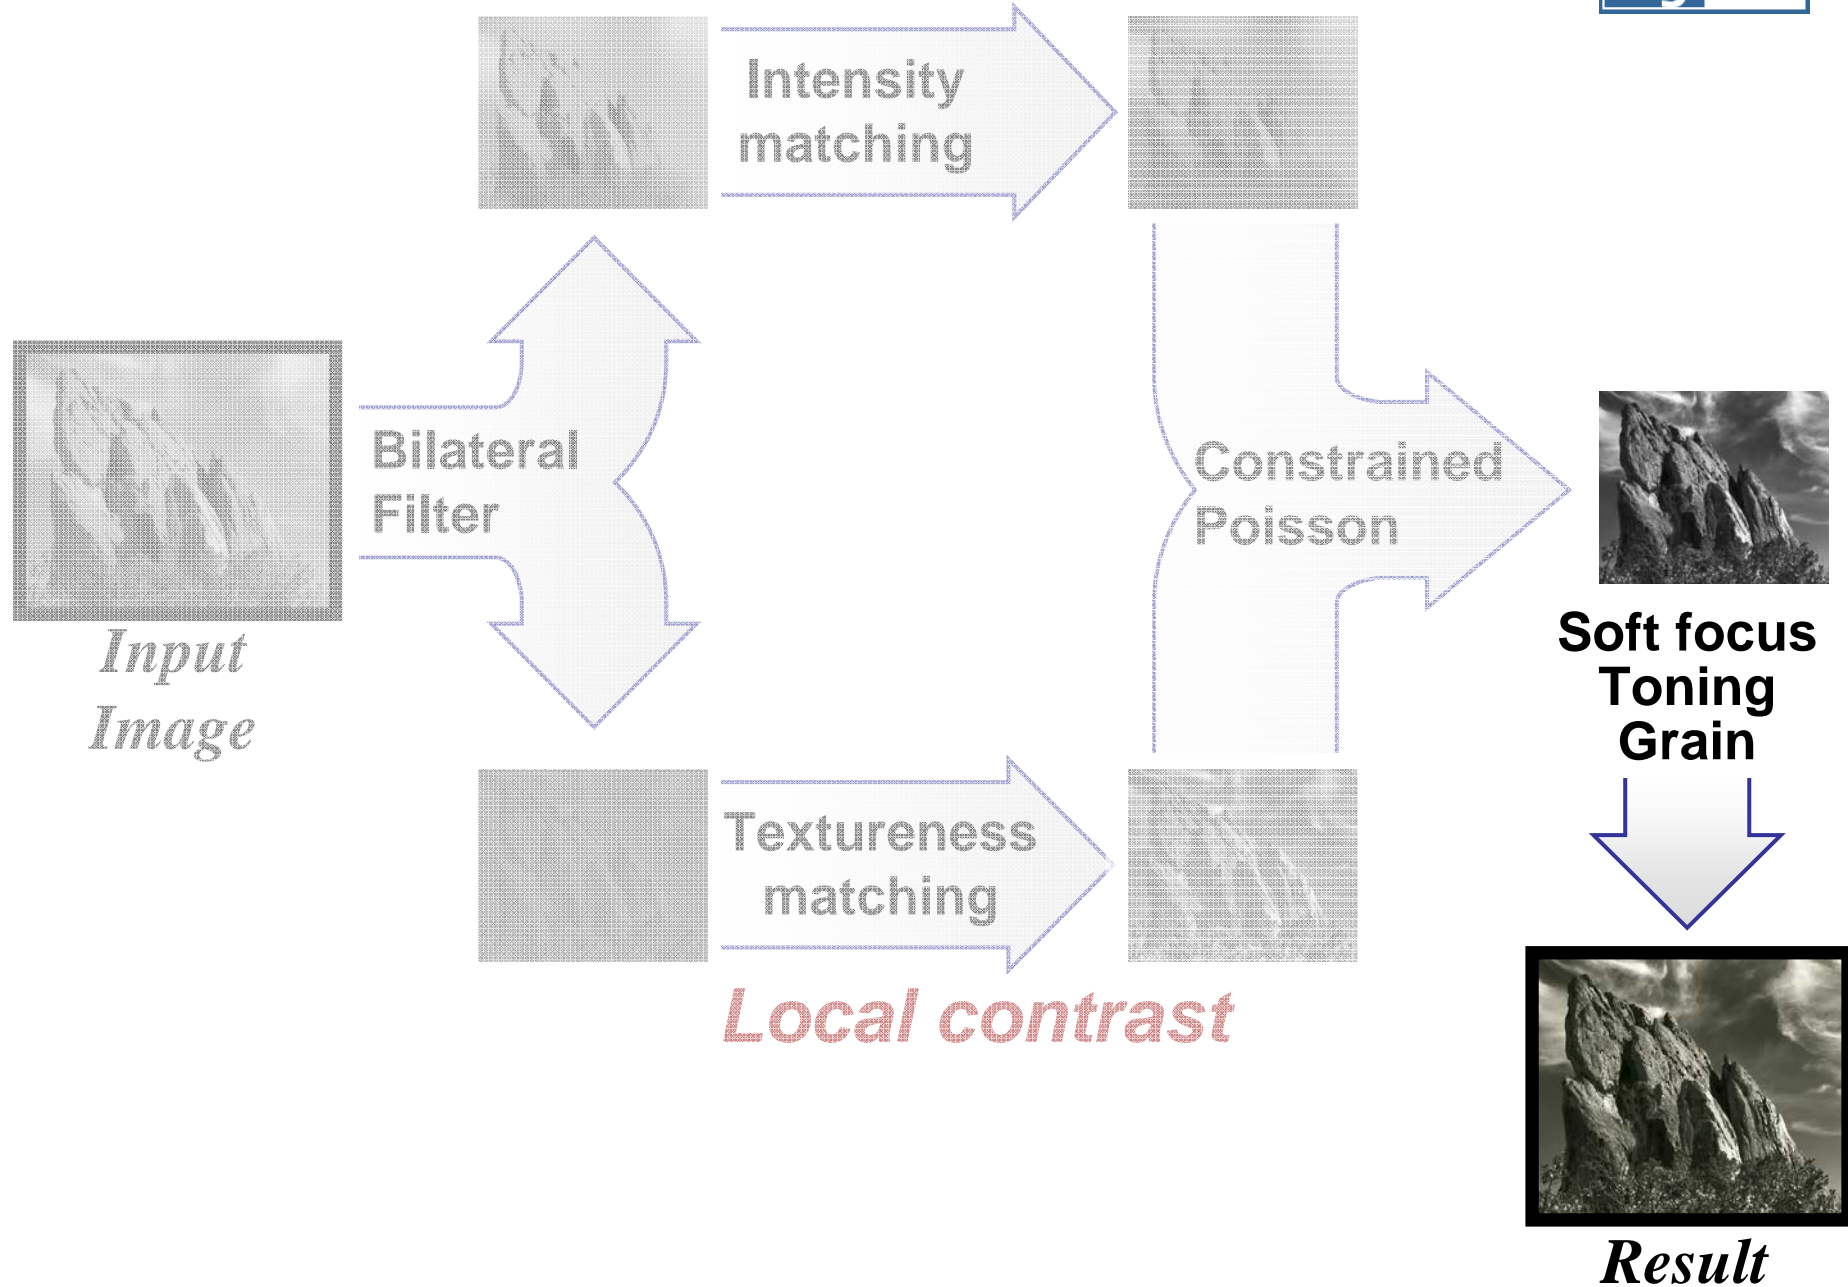 Intensity
matching
Bilateral
Filter
Constrained
Poisson
Input
Image
Soft focus
Toning
Grain
Textureness
matching
Local contrast
Result